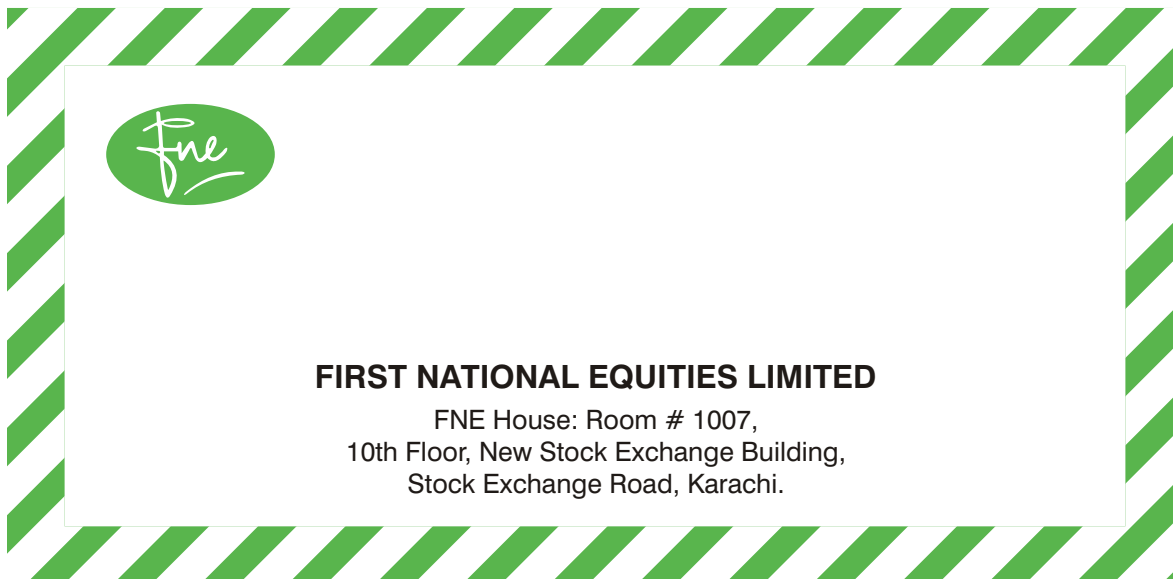 fne
FIRST NATIONAL EQUITIES LIMITED
FNE House: Room # 1007,
10th Floor, New Stock Exchange Building,
Stock Exchange Road, Karachi.